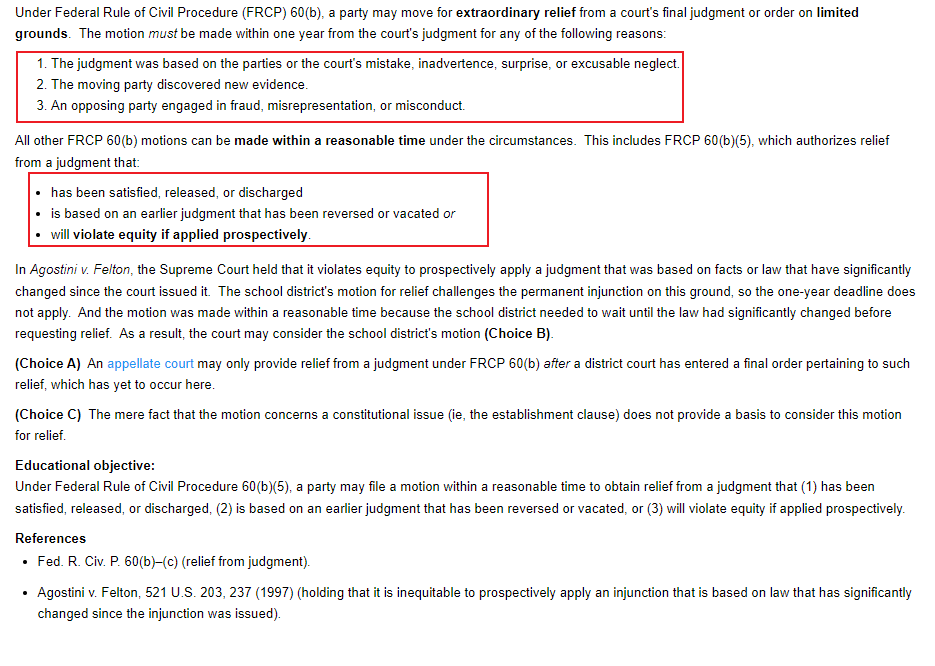 Under Federal Rule of Civil Procedure (FRCP) 60(b), a party may move for extraordinary relief from a court's final judgment or order on limited
grounds.  The motion must be made within one year from the court's judgment for any of the following reasons:
1. The judgment was based on the parties or the court's mistake, inadvertence, surprise, or excusable neglect.
2. The moving party discovered new evidence.
3. An opposing party engaged in fraud, misrepresentation, or misconduct.
All other FRCP 60(b) motions can be made within a reasonable time under the circumstances.  This includes FRCP 60(b)(5), which authorizes relief
from a judgment that:
• has been satisfied, released, or discharged
• is based on an earlier judgment that has been reversed or vacated or
• will violate equity if applied prospectively.
In Agostini v. Felton, the Supreme Court held that it violates equity to prospectively apply a judgment that was based on facts or law that have significantly
changed since the court issued it.  The school district's motion for relief challenges the permanent injunction on this ground, so the one-year deadline does
not apply.  And the motion was made within a reasonable time because the school district needed to wait until the law had significantly changed before
requesting relief.  As a result, the court may consider the school district's motion (Choice B).
(Choice A)  An appellate court may only provide relief from a judgment under FRCP 60(b) after a district court has entered a final order pertaining to such
relief, which has yet to occur here.
(Choice C)  The mere fact that the motion concerns a constitutional issue (ie, the establishment clause) does not provide a basis to consider this motion
for relief.
Educational objective:
Under Federal Rule of Civil Procedure 60(b)(5), a party may file a motion within a reasonable time to obtain relief from a judgment that (1) has been
satisfied, released, or discharged, (2) is based on an earlier judgment that has been reversed or vacated, or (3) will violate equity if applied prospectively.
References
• Fed. R. Civ. P. 60(b)–(c) (relief from judgment).
• Agostini v. Felton, 521 U.S. 203, 237 (1997) (holding that it is inequitable to prospectively apply an injunction that is based on law that has significantly
changed since the injunction was issued).